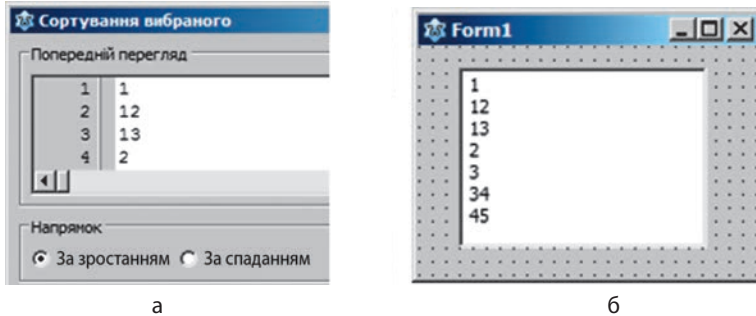 Сортування вибраного
Попередній перегляд
1 1
2 12
3 13
4 2
Напрямок
За зростанням За спаданням
а
Form1
1
12
13
2
3
34
45
б